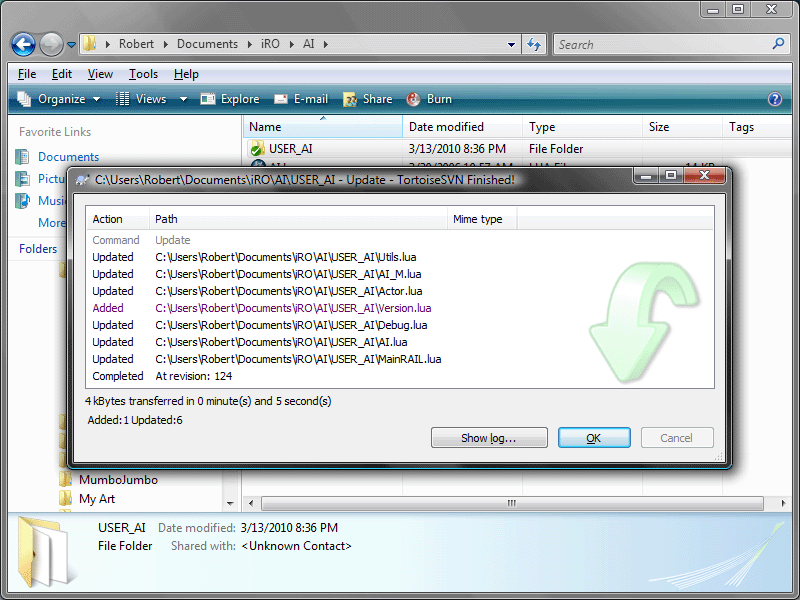 Robert Documents iRO AI Search
File Edit View Tools Help
Organize Views Explore E-mail Share Burn
Favorite Links
Documents
Pictu
Music
More
Folders
Name Date modified Type Size Tags
USER_AI 3/13/2010 8:36 PM File Folder
C:\Users\Robert\Documents\iRO\AI\USER_AI - Update - TortoiseSVN Finished!
Action Path Mime type
Command Update
Updated C:\Users\Robert\Documents\iRO\AI\USER_AI\Utils.lua
Updated C:\Users\Robert\Documents\iRO\AI\USER_AI\AI_M.lua
Updated C:\Users\Robert\Documents\iRO\AI\USER_AI\Actor.lua
Added C:\Users\Robert\Documents\iRO\AI\USER_AI\Version.lua
Updated C:\Users\Robert\Documents\iRO\AI\USER_AI\Debug.lua
Updated C:\Users\Robert\Documents\iRO\AI\USER_AI\AI.lua
Updated C:\Users\Robert\Documents\iRO\AI\USER_AI\MainRAIL.lua
Completed At revision: 124
4 kBytes transferred in 0 minute(s) and 5 second(s)
Added:1 Updated:6
Show log... OK Cancel
MumboJumbo
My Art
USER_AI Date modified: 3/13/2010 8:36 PM
File Folder Shared with: <Unknown Contact>